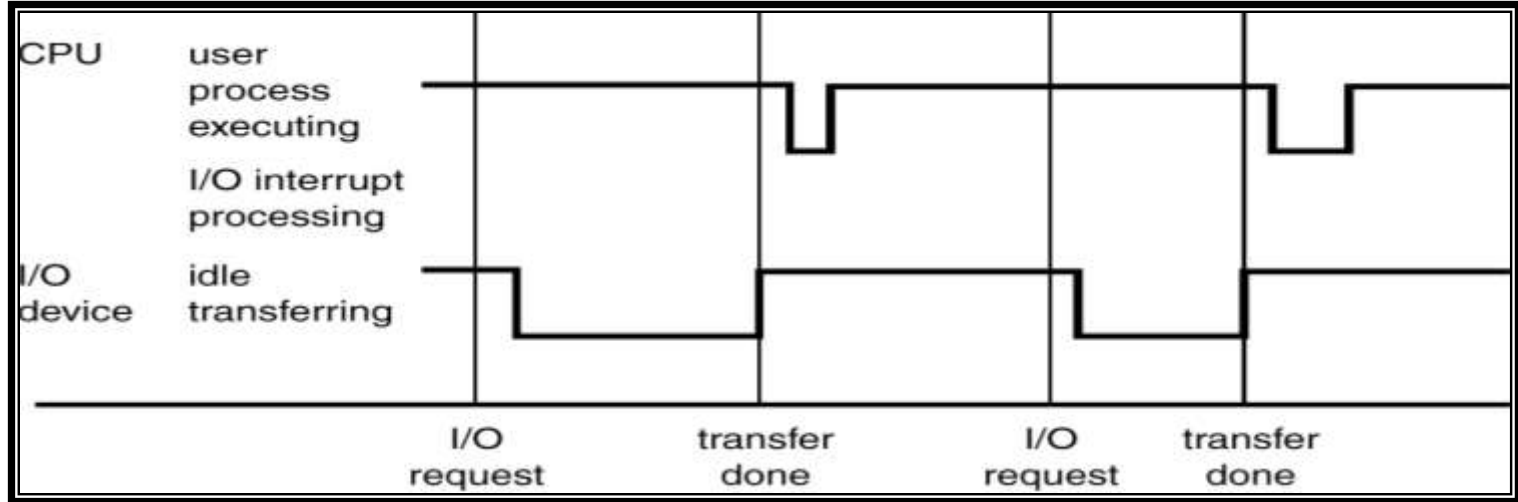 CPU user
process
executing
I/O interrupt
processing
I/O idle
device transferring
I/O transfer I/O transfer
request done request done